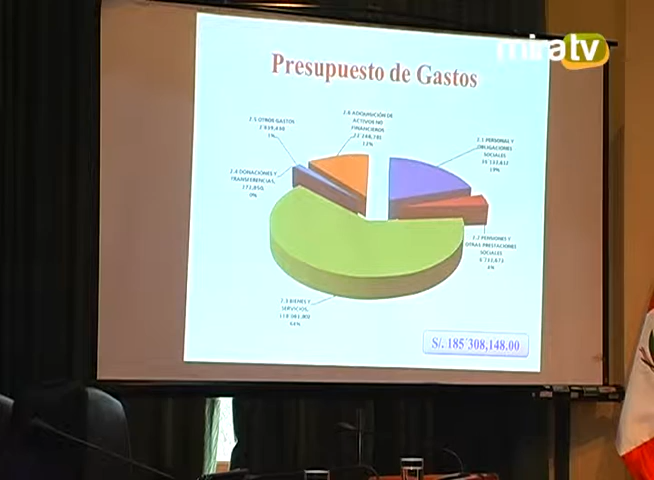 miratv
Presupuesto de Gastos
2.5 OTROS GASTOS
1%
2.6 ADQUISICIÓN DE
ACTIVOS NO
FINANCIEROS
12%
2.1 PERSONAL Y
OBLIGACIONES
SOCIALES
19%
2.4 DONACIONES Y
TRANSFERENCIAS,
0%
2.2 PENSIONES Y
OTRAS PRESTACIONES
SOCIALES
4%
2.3 BIENES Y
SERVICIOS,
64%
S/. 185´308,148.00